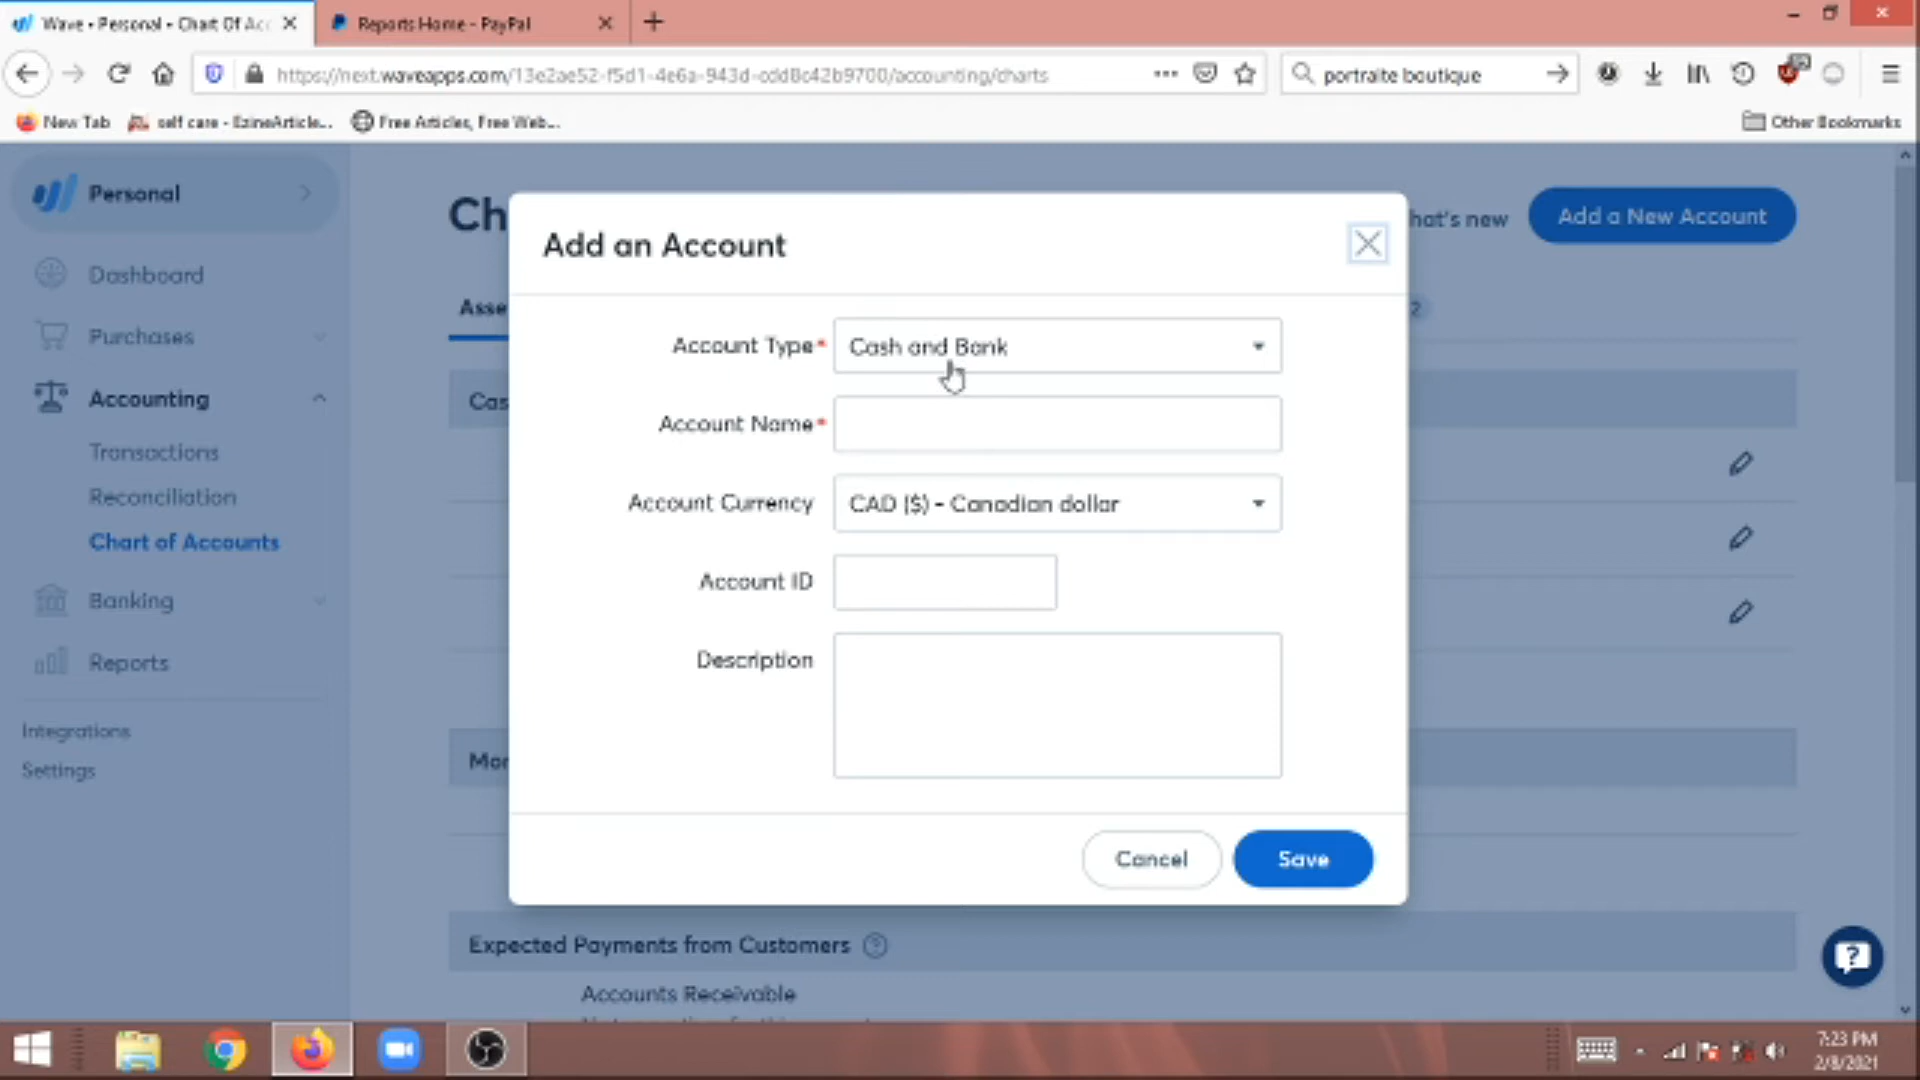 Wave • Personal • Chart Of Acc
Reports Home - PayPal
https://next.waveapps.com/13e2ae52-f5d1-4e6a-943d-cdd8c42b9700/accounting/charts
portraite boutique
New Tab
self care - EzineArticle...
Free Articles, Free Web...
Other Bookmarks
Personal
Ch
hat's new
Add a New Account
Add an Account
Dashboard
Asse
2
Purchases
Account Type*
Cash and Bank
Accounting
Cas
Account Name*
Transactions
Reconciliation
Account Currency
CAD ($) - Canadian dollar
Chart of Accounts
Account ID
Banking
Reports
Description
Integrations
Settings
Mor
Cancel
Save
Expected Payments from Customers
Accounts Receivable
7:23 PM
2/8/2021